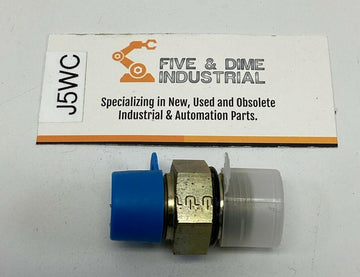 J5WC
FIVE & DIME
INDUSTRIAL
Specializing in New, Used and Obsolete
Industrial & Automation Parts.